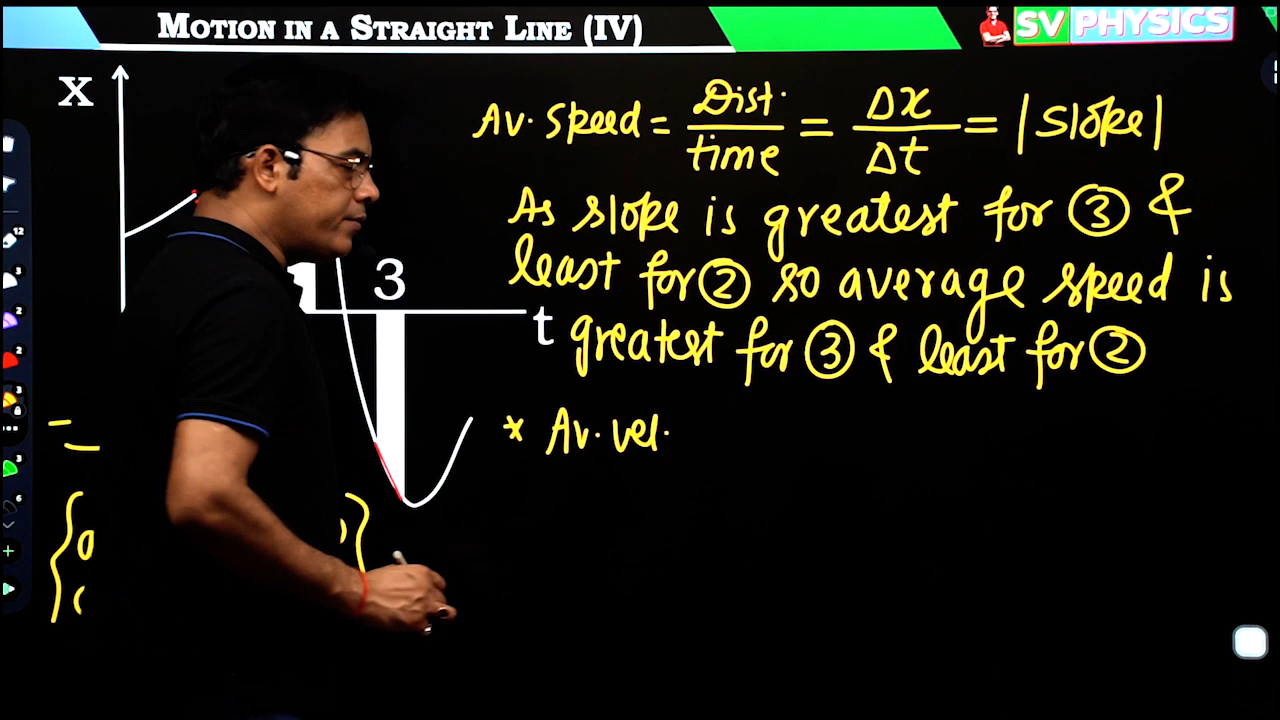 MOTION IN A STRAIGHT LINE (IV)
SV PHYSICS
x
Av. Speed = Dist. / time = Δx / Δt = |Slope|
As slope is greatest for ③ &
least for ② so average speed is
greatest for ③ & least for ②
3
t
* Av. vel.